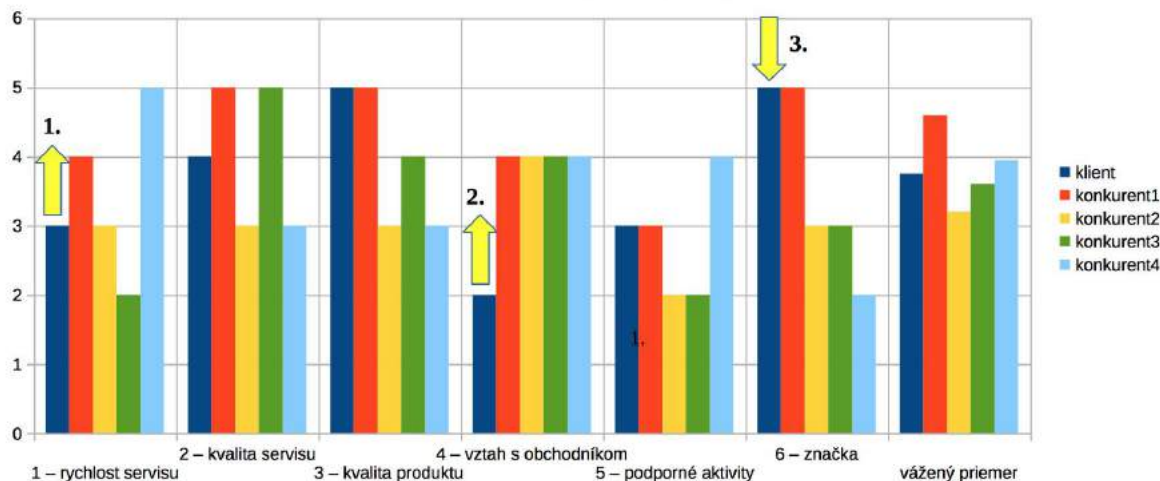 6
5
4
3
2
1
0
1.
2.
1.
3.
klient
konkurent1
konkurent2
konkurent3
konkurent4
2 – kvalita servisu
4 – vztah s obchodníkom
6 – značka
1 – rychlost servisu
3 – kvalita produktu
5 – podporné aktivity
vážený priemer